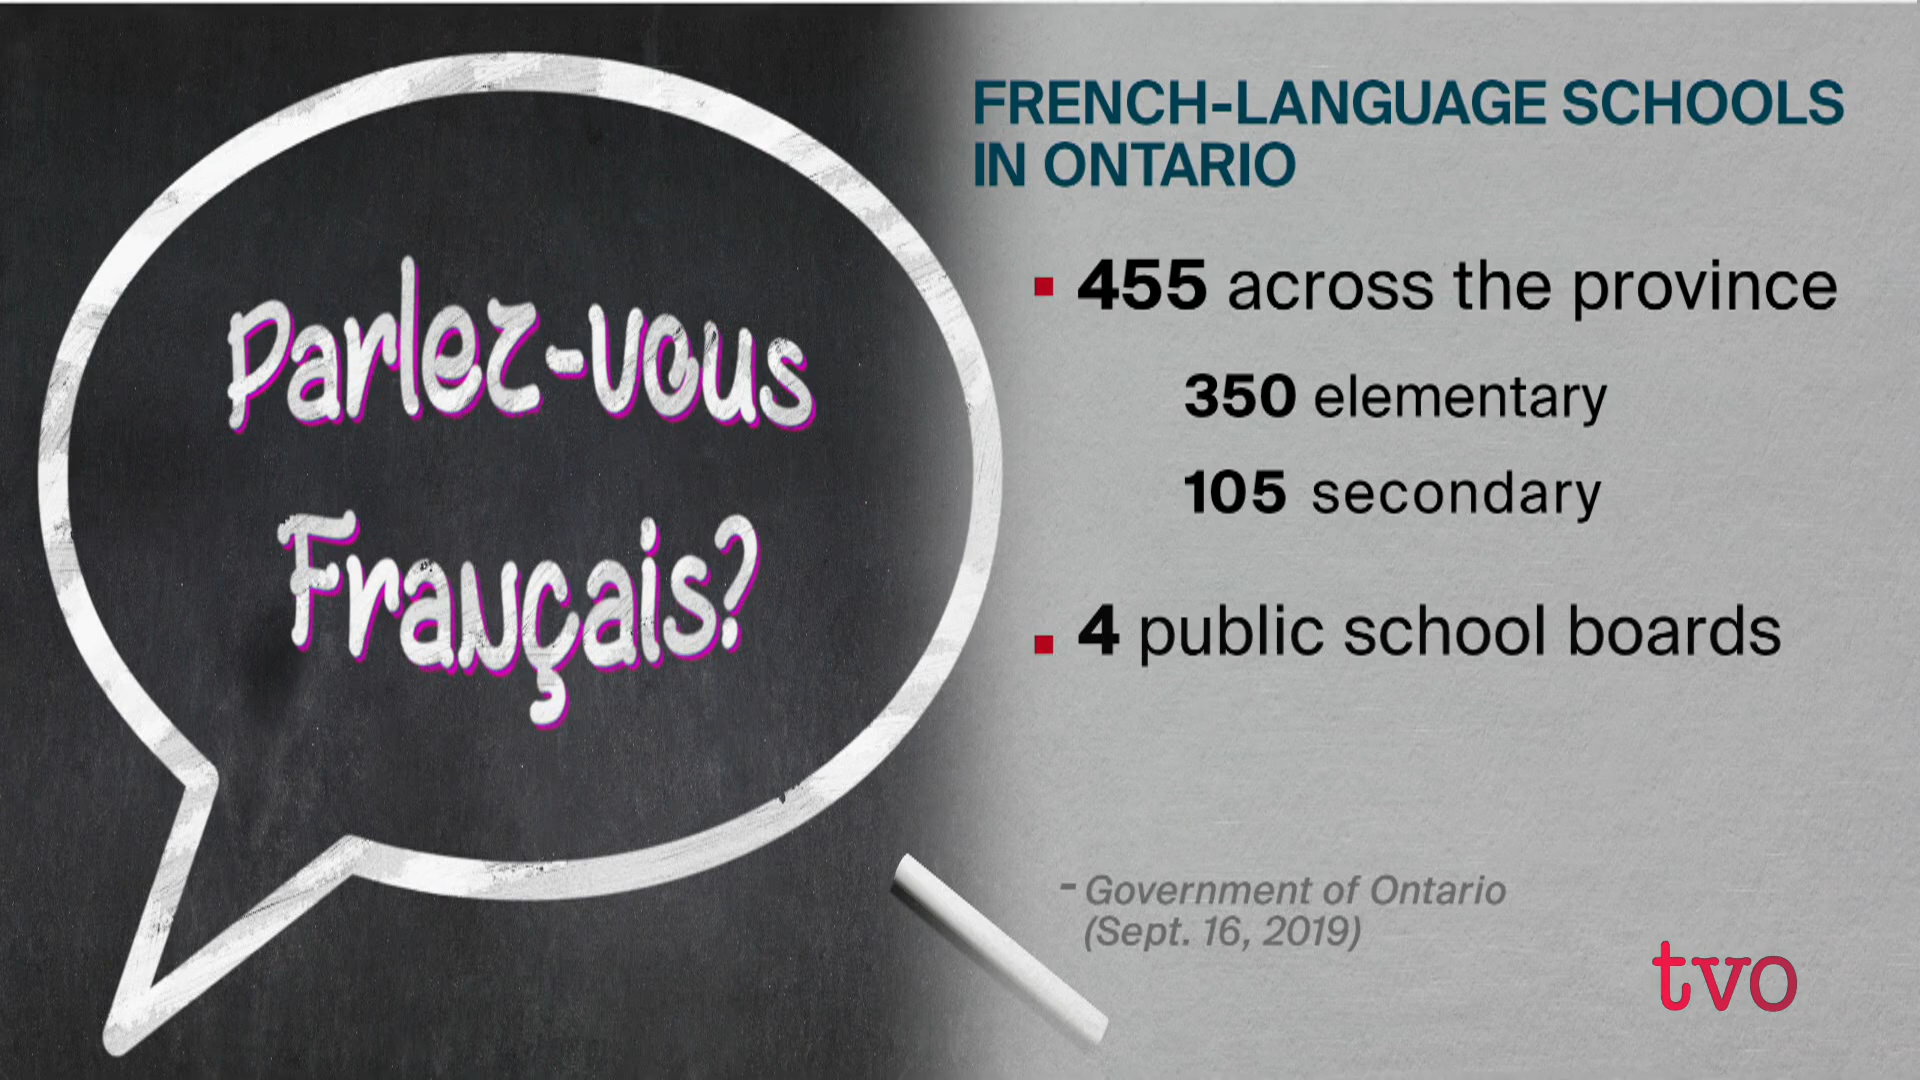 Parlez-vous
Français?
FRENCH-LANGUAGE SCHOOLS
IN ONTARIO
▪ 455 across the province
350 elementary
105 secondary
▪ 4 public school boards
- Government of Ontario
(Sept. 16, 2019)
tvo